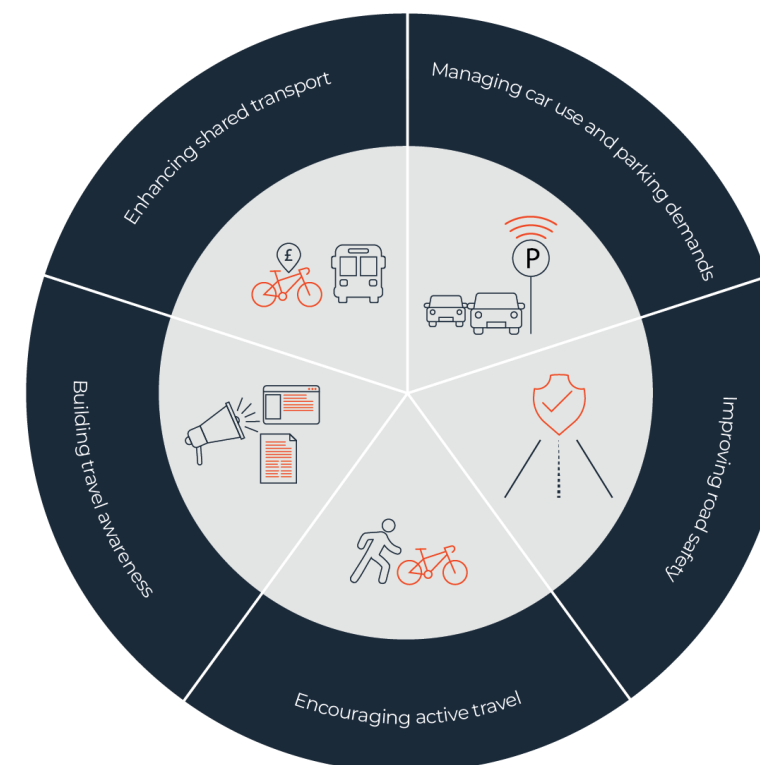 Enhancing shared transport
Managing car use and parking demands
£
P
Building travel awareness
Improving road safety
Encouraging active travel